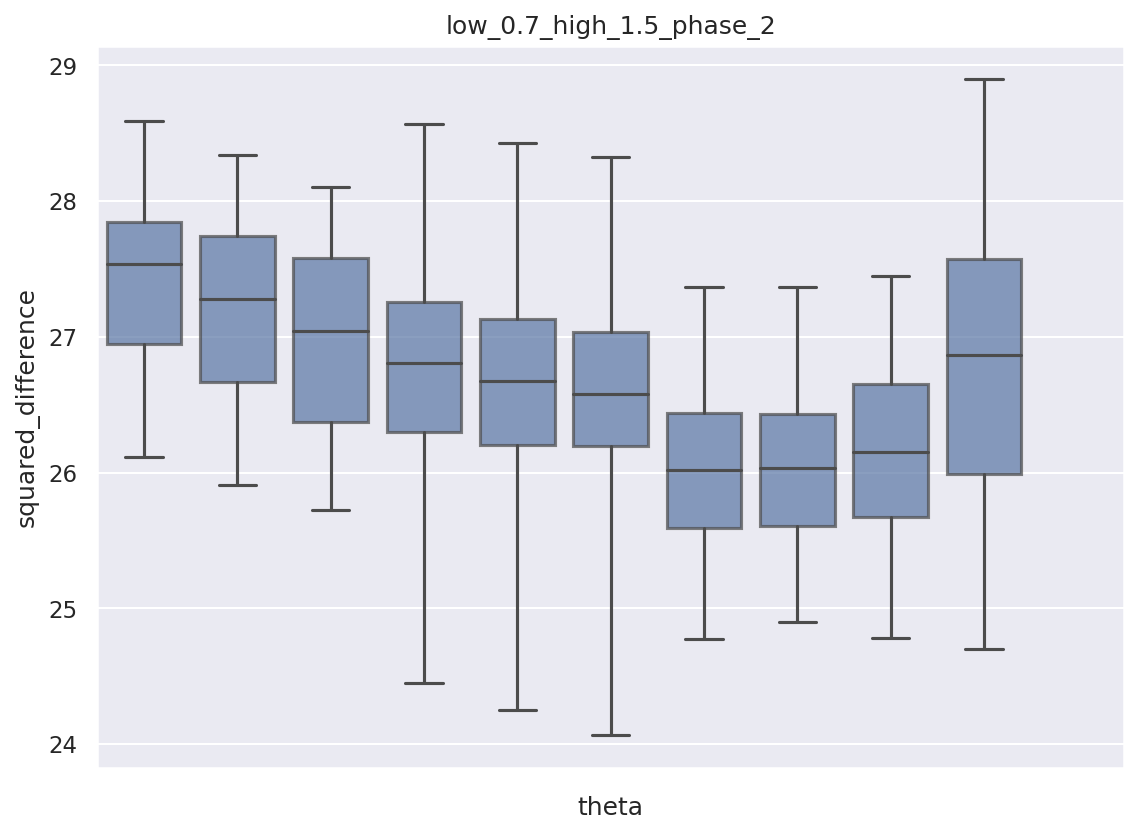 low_0.7_high_1.5_phase_2
29
28
27
26
25
24
squared_difference
theta